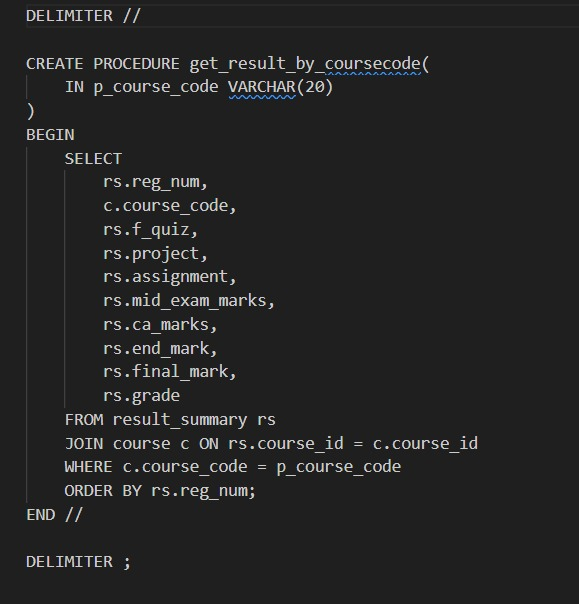 DELIMITER //
CREATE PROCEDURE get_result_by_coursecode(
IN p_course_code VARCHAR(20)
)
BEGIN
SELECT
rs.reg_num,
c.course_code,
rs.f_quiz,
rs.project,
rs.assignment,
rs.mid_exam_marks,
rs.ca_marks,
rs.end_mark,
rs.final_mark,
rs.grade
FROM result_summary rs
JOIN course c ON rs.course_id = c.course_id
WHERE c.course_code = p_course_code
ORDER BY rs.reg_num;
END //
DELIMITER ;